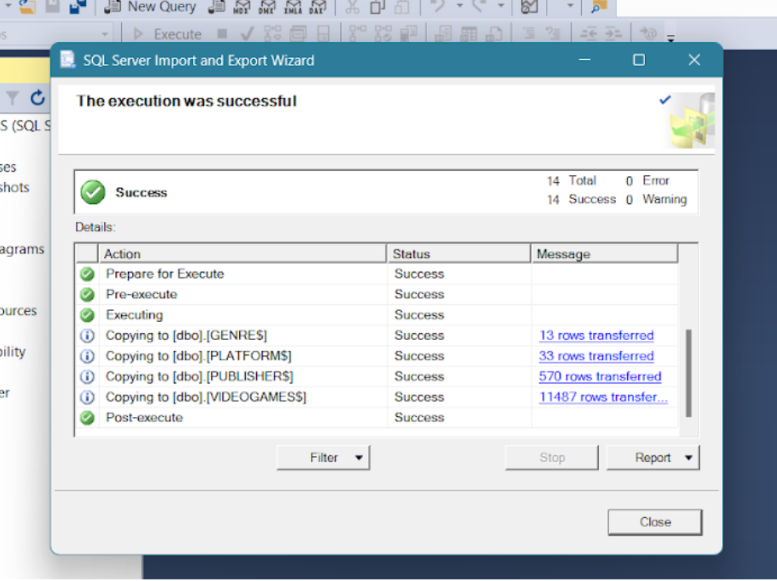 New Query MDX DMX XMLA DAX
Execute
SQL Server Import and Export Wizard
The execution was successful
S (SQL S
ses
shots
agrams
ources
bility
er
Success
14 Total 0 Error
14 Success 0 Warning
Details:
Action Status Message
Prepare for Execute Success
Pre-execute Success
Executing Success
Copying to [dbo].[GENRE$] Success 13 rows transferred
Copying to [dbo].[PLATFORM$] Success 33 rows transferred
Copying to [dbo].[PUBLISHER$] Success 570 rows transferred
Copying to [dbo].[VIDEOGAMES$] Success 11487 rows transfer...
Post-execute Success
Filter Stop Report
Close